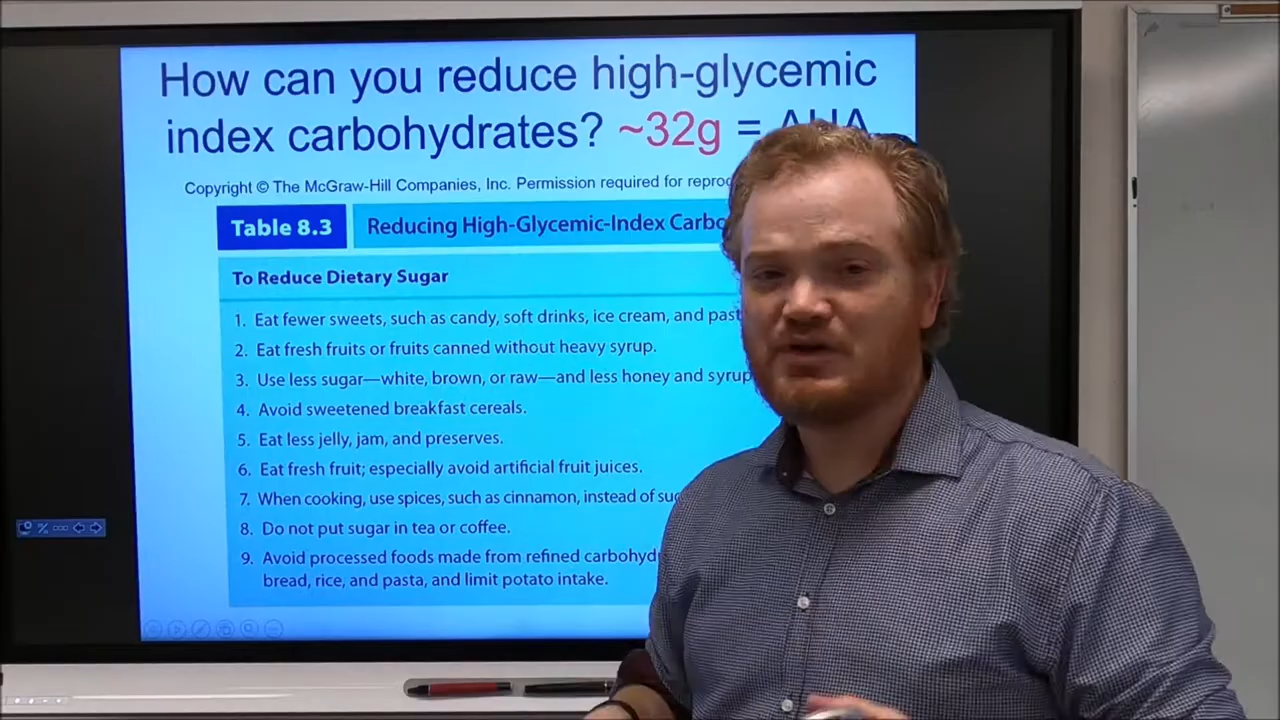 How can you reduce high-glycemic
index carbohydrates? ~32g = AHA
Copyright © The McGraw-Hill Companies, Inc. Permission required for
Table 8.3
Reducing High-Glycemic-Index
To Reduce Dietary Sugar
1. Eat fewer sweets, such as candy, soft drinks, ice cream, and
2. Eat fresh fruits or fruits canned without heavy syrup.
3. Use less sugar—white, brown, or raw—and less honey and
4. Avoid sweetened breakfast cereals.
5. Eat less jelly, jam, and preserves.
6. Eat fresh fruit; especially avoid artificial fruit juices.
7. When cooking, use spices, such as cinnamon, instead of
8. Do not put sugar in tea or coffee.
9. Avoid processed foods made from refined
bread, rice, and pasta, and limit potato intake.